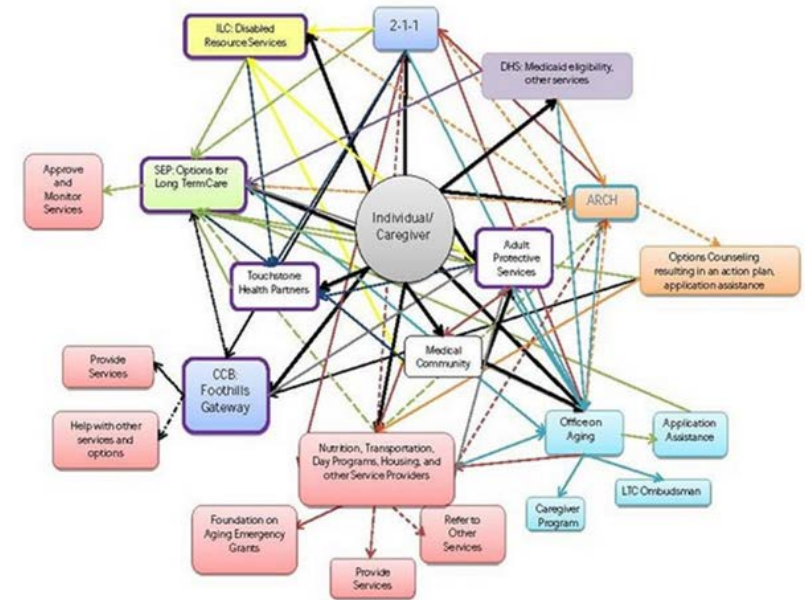 ILC: Disabled
Resource Services
2-1-1
DHS: Medicaid eligibility,
other services
Approve
and
Monitor
Services
SEP: Options for
Long TermCare
Individual/
Caregiver
ARCH
Adult
Protective
Services
Options Counseling
resulting in an action plan,
application assistance
Touchstone
Health Partners
Medical
Community
Provide
Services
CCB:
Foothills
Gateway
Help with other
services and
options
Nutrition, Transportation,
Day Programs, Housing, and
other Service Providers
Office on
Aging
Application
Assistance
LTC Ombudsman
Caregiver
Program
Foundation on
Aging Emergency
Grants
Refer to
Other
Services
Provide
Services